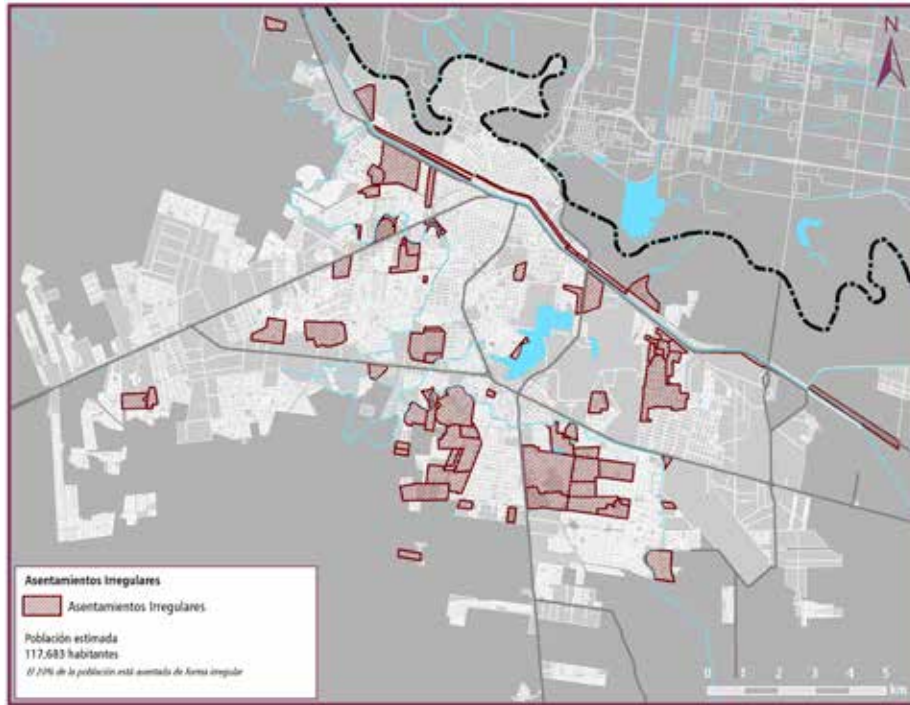 N
Asentamientos Irregulares
Asentamientos Irregulares
Población estimada
117,683 habitantes
El 20% de la población está asentada de forma irregular
0 1 2 3 4 5
km